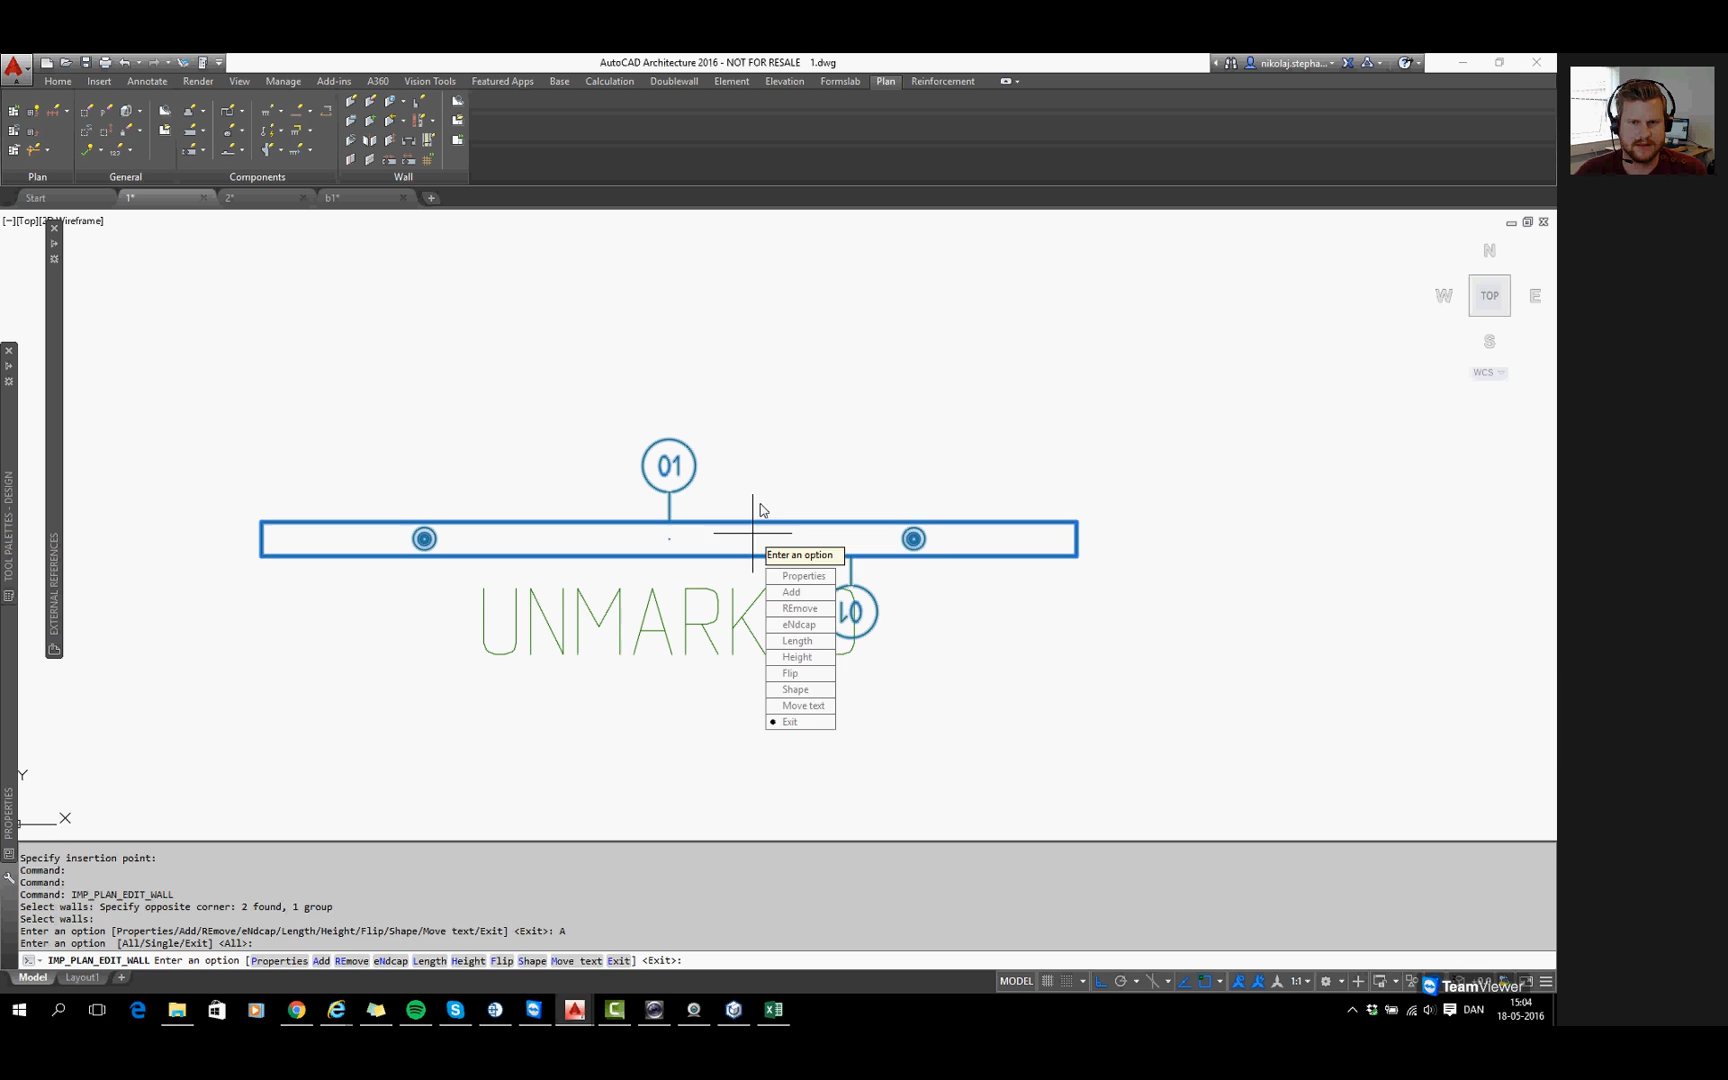 AutoCAD Architecture 2016 - NOT FOR RESALE 1.dwg
nikolaj.stepha...
Home Insert Annotate Render View Manage Add-ins A360 Vision Tools Featured Apps Base Calculation Doublewall Element Elevation Formslab Plan Reinforcement
Plan General Components Wall
Start 1* 2* b1*
[−][Top][2D Wireframe]
N
W TOP E
S
WCS
TOOL PALETTES - DESIGN
EXTERNAL REFERENCES
PROPERTIES
01
UNMARK
01
Enter an option
Properties
Add
REmove
eNdcap
Length
Height
Flip
Shape
Move text
Exit
Y
X
Specify insertion point:
Command:
Command:
Command: IMP_PLAN_EDIT_WALL
Select walls: Specify opposite corner: 2 found, 1 group
Select walls:
Enter an option [Properties/Add/REmove/eNdcap/Length/Height/Flip/Shape/Move text/Exit] <Exit>: A
Enter an option [All/Single/Exit] <All>:
IMP_PLAN_EDIT_WALL Enter an option [Properties Add REmove eNdcap Length Height Flip Shape Move text Exit] <Exit>:
Model Layout1
MODEL 1:1
TeamViewer
DAN
15:04
18-05-2016